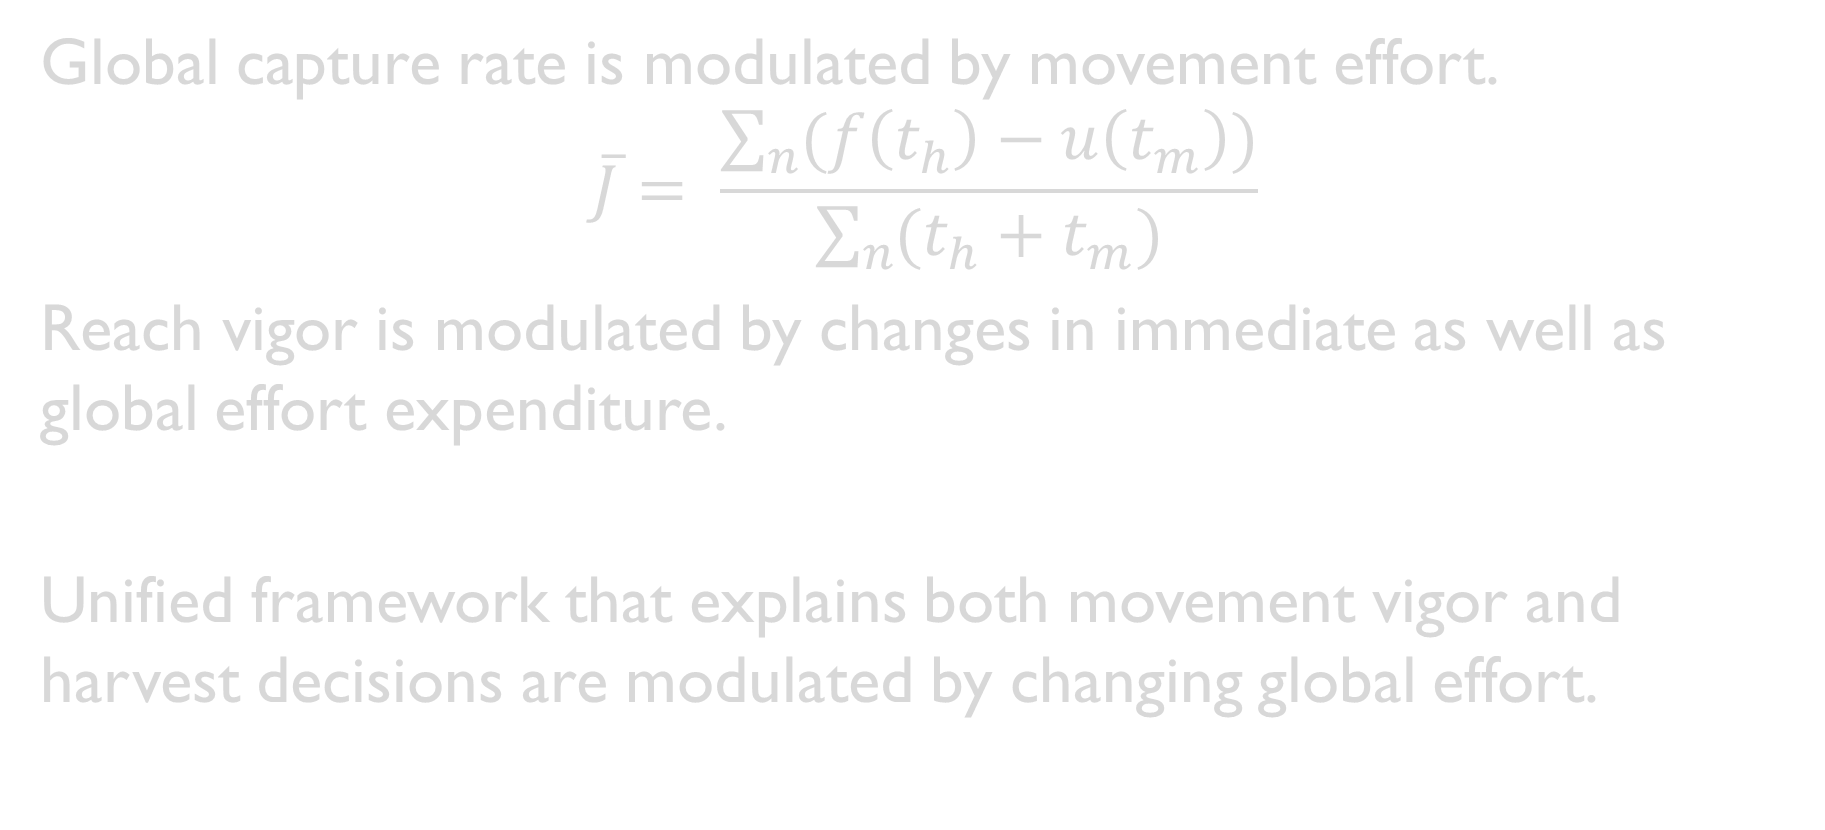 Global capture rate is modulated by movement effort.
J̄ = ∑ₙ(f(tₕ) − u(tₘ)) / ∑ₙ(tₕ + tₘ)
Reach vigor is modulated by changes in immediate as well as
global effort expenditure.
Unified framework that explains both movement vigor and
harvest decisions are modulated by changing global effort.